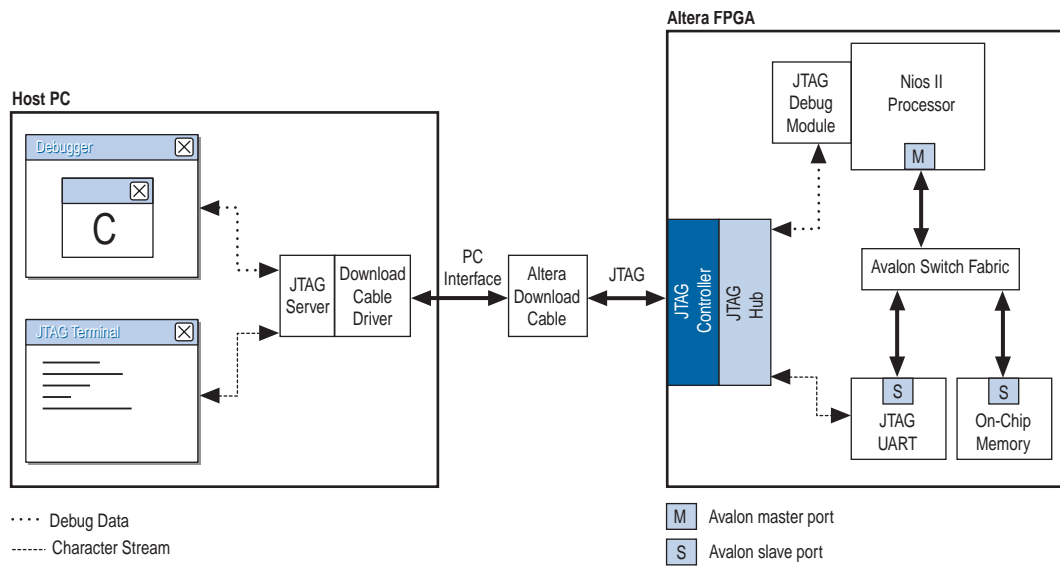 Altera FPGA
Host PC
Debugger
C
JTAG Terminal
JTAG
Server
Download
Cable
Driver
PC
Interface
Altera
Download
Cable
JTAG
JTAG
Controller
JTAG
Hub
JTAG
Debug
Module
Nios II
Processor
M
Avalon Switch Fabric
S
JTAG
UART
S
On-Chip
Memory
Debug Data
Character Stream
M Avalon master port
S Avalon slave port